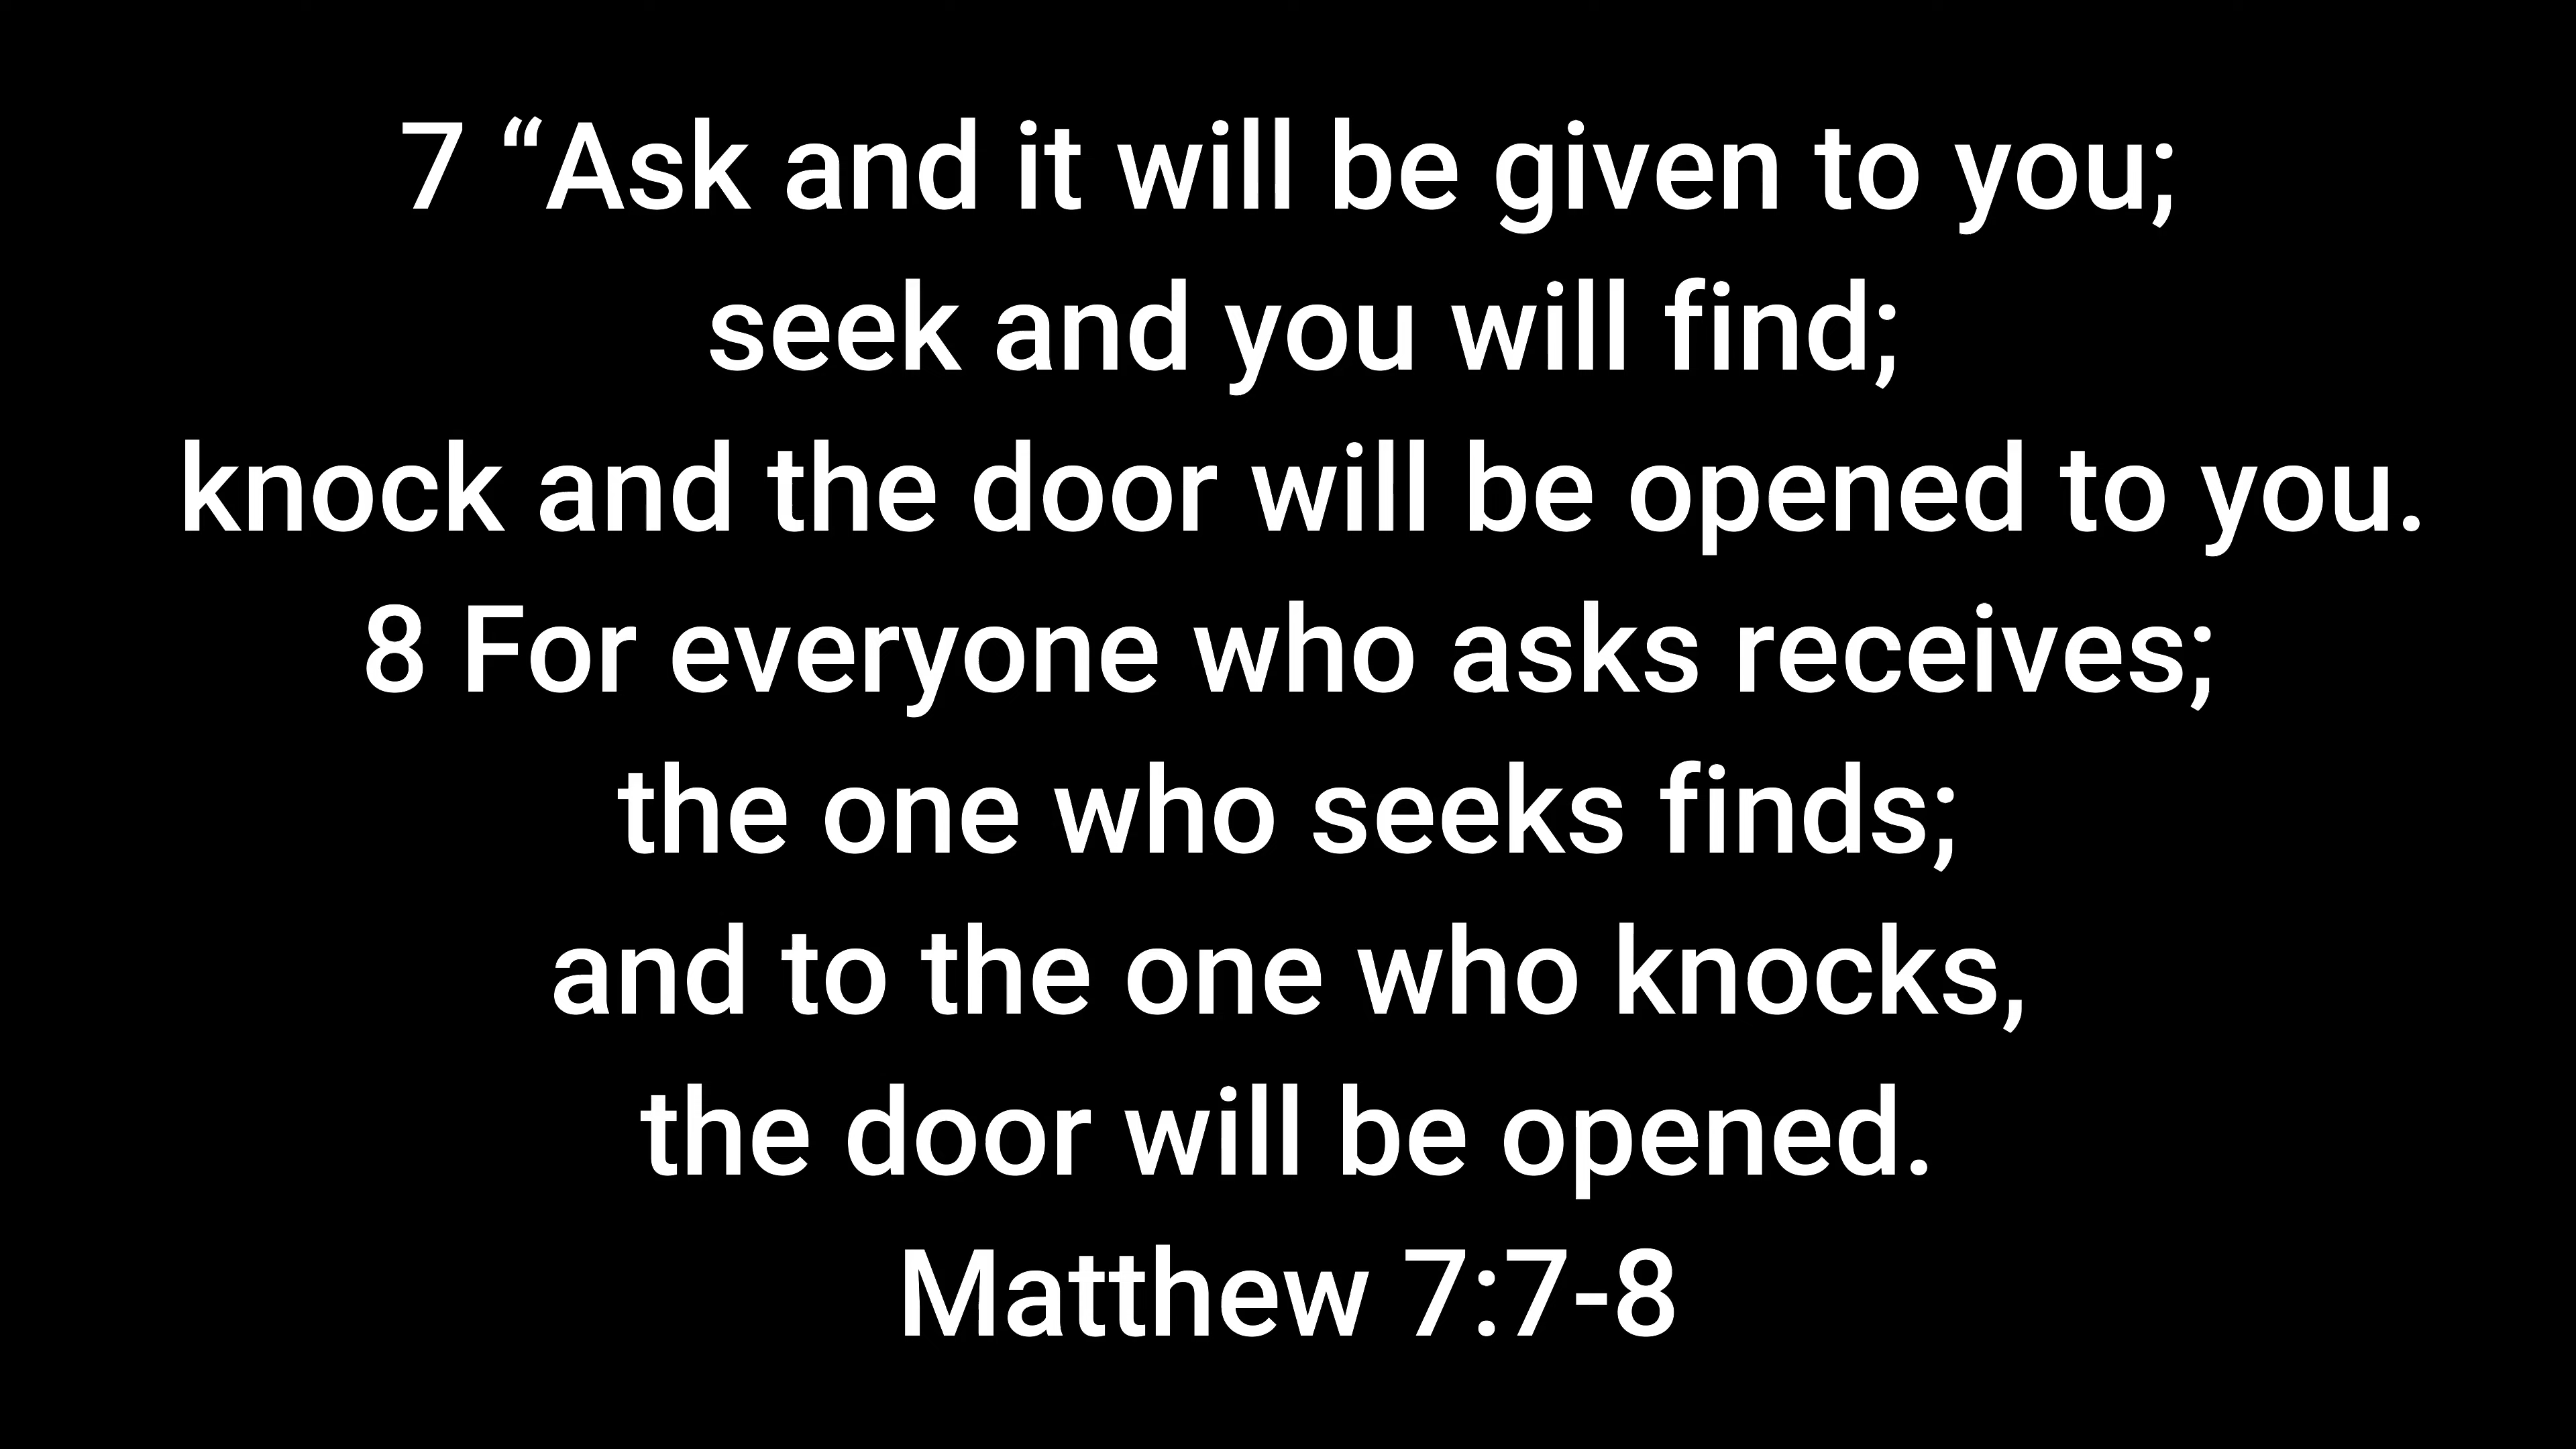 7 “Ask and it will be given to you;
seek and you will find;
knock and the door will be opened to you.
8 For everyone who asks receives;
the one who seeks finds;
and to the one who knocks,
the door will be opened.
Matthew 7:7-8